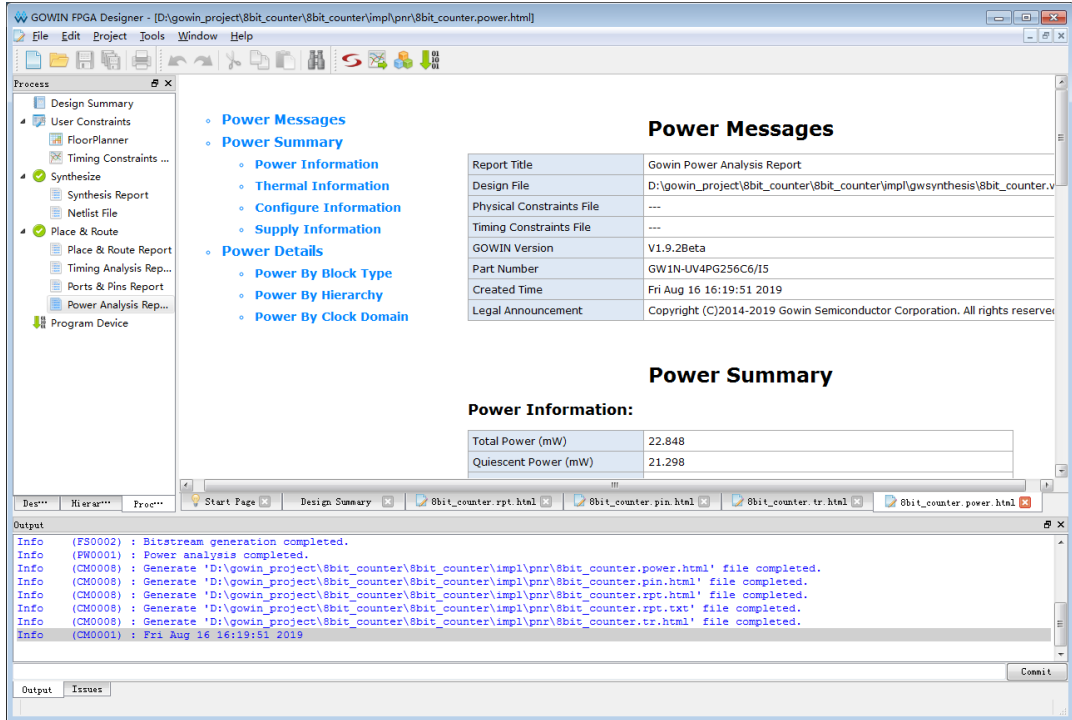 GOWIN FPGA Designer - [D:\gowin_project\8bit_counter\8bit_counter\impl\pnr\8bit_counter.power.html]
File Edit Project Tools Window Help
Process
Design Summary
User Constraints
FloorPlanner
Timing Constraints ...
Synthesize
Synthesis Report
Netlist File
Place & Route
Place & Route Report
Timing Analysis Rep...
Ports & Pins Report
Power Analysis Rep...
Program Device
Des··· Hierar··· Proc···
Power Messages
Power Summary
Power Information
Thermal Information
Configure Information
Supply Information
Power Details
Power By Block Type
Power By Hierarchy
Power By Clock Domain
Power Messages
Report Title Gowin Power Analysis Report
Design File D:\gowin_project\8bit_counter\8bit_counter\impl\gwsynthesis\8bit_counter.v
Physical Constraints File ---
Timing Constraints File ---
GOWIN Version V1.9.2Beta
Part Number GW1N-UV4PG256C6/I5
Created Time Fri Aug 16 16:19:51 2019
Legal Announcement Copyright (C)2014-2019 Gowin Semiconductor Corporation. All rights reserved
Power Summary
Power Information:
Total Power (mW) 22.848
Quiescent Power (mW) 21.298
Start Page Design Summary 8bit_counter.rpt.html 8bit_counter.pin.html 8bit_counter.tr.html 8bit_counter.power.html
Output
Info (FS0002) : Bitstream generation completed.
Info (PW0001) : Power analysis completed.
Info (CM0008) : Generate 'D:\gowin_project\8bit_counter\8bit_counter\impl\pnr\8bit_counter.power.html' file completed.
Info (CM0008) : Generate 'D:\gowin_project\8bit_counter\8bit_counter\impl\pnr\8bit_counter.pin.html' file completed.
Info (CM0008) : Generate 'D:\gowin_project\8bit_counter\8bit_counter\impl\pnr\8bit_counter.rpt.html' file completed.
Info (CM0008) : Generate 'D:\gowin_project\8bit_counter\8bit_counter\impl\pnr\8bit_counter.rpt.txt' file completed.
Info (CM0008) : Generate 'D:\gowin_project\8bit_counter\8bit_counter\impl\pnr\8bit_counter.tr.html' file completed.
Info (CM0001) : Fri Aug 16 16:19:51 2019
Commit
Output Issues